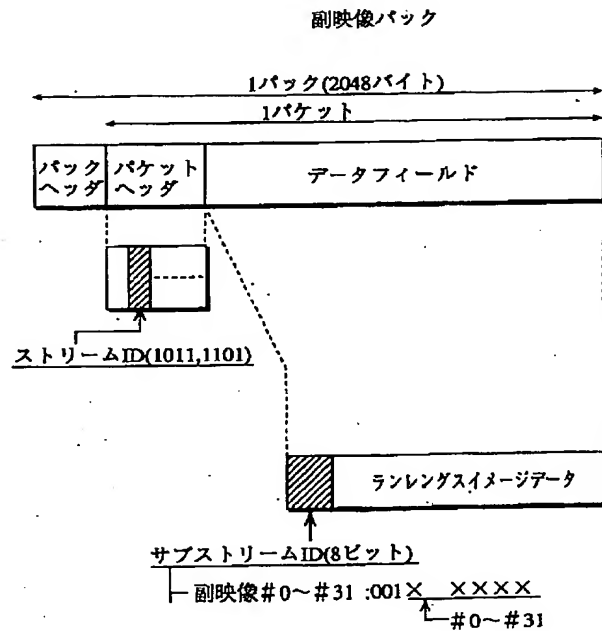 副映像パック
1パック(2048バイト)
1パケット
パック
ヘッダ
パケット
ヘッダ
データフィールド
ストリームID(1011,1101)
ランレングスイメージデータ
サブストリームID(8ビット)
副映像#0～#31 :001× ××××
#0～#31